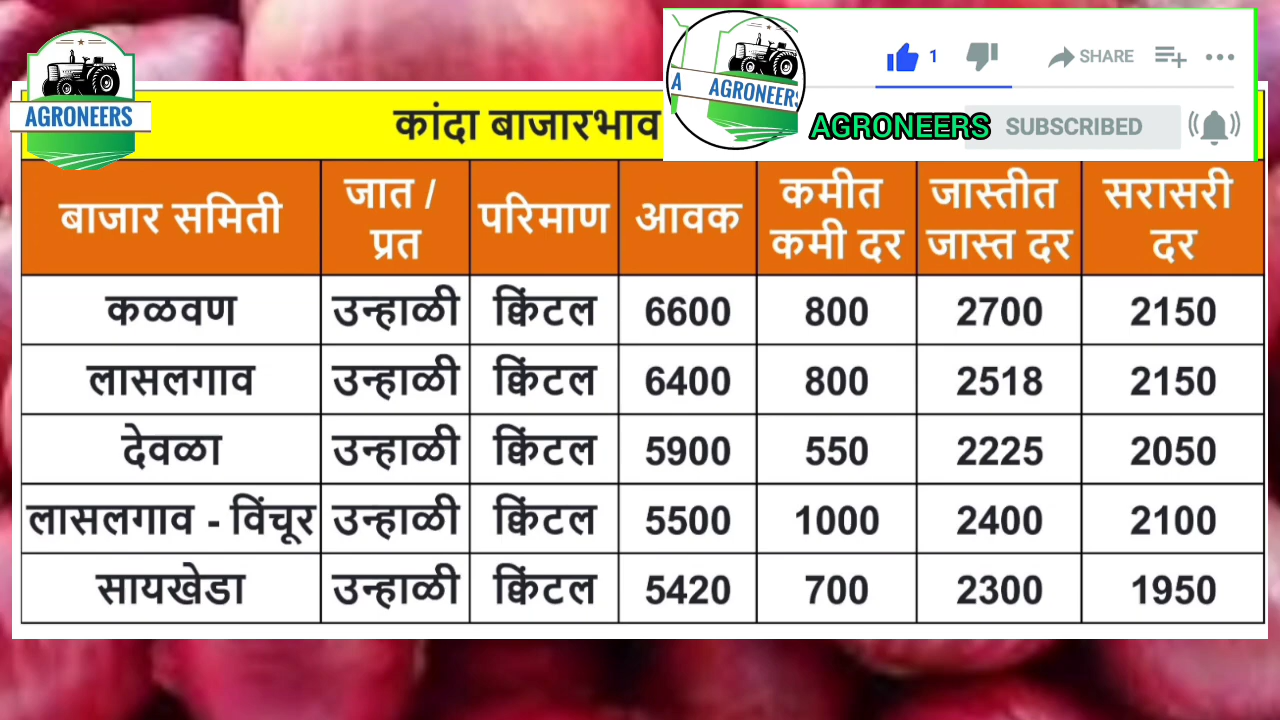 AGRONEERS
A AGRONEERS
1
SHARE
AGRONEERS SUBSCRIBED
कांदा बाजारभाव
बाजार समिती जात / प्रत परिमाण आवक कमीत कमी दर जास्तीत जास्त दर सरासरी दर
कळवण उन्हाळी क्विंटल 6600 800 2700 2150
लासलगाव उन्हाळी क्विंटल 6400 800 2518 2150
देवळा उन्हाळी क्विंटल 5900 550 2225 2050
लासलगाव - विंचूर उन्हाळी क्विंटल 5500 1000 2400 2100
सायखेडा उन्हाळी क्विंटल 5420 700 2300 1950